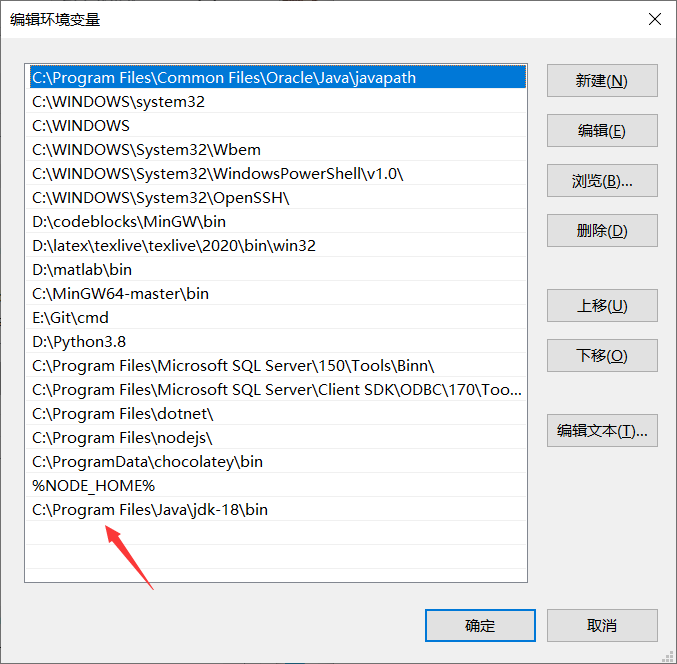 编辑环境变量
C:\Program Files\Common Files\Oracle\Java\javapath
C:\WINDOWS\system32
C:\WINDOWS
C:\WINDOWS\System32\Wbem
C:\WINDOWS\System32\WindowsPowerShell\v1.0\
C:\WINDOWS\System32\OpenSSH\
D:\codeblocks\MinGW\bin
D:\latex\texlive\texlive\2020\bin\win32
D:\matlab\bin
C:\MinGW64-master\bin
E:\Git\cmd
D:\Python3.8
C:\Program Files\Microsoft SQL Server\150\Tools\Binn\
C:\Program Files\Microsoft SQL Server\Client SDK\ODBC\170\Too...
C:\Program Files\dotnet\
C:\Program Files\nodejs\
C:\ProgramData\chocolatey\bin
%NODE_HOME%
C:\Program Files\Java\jdk-18\bin
新建(N)
编辑(E)
浏览(B)...
删除(D)
上移(U)
下移(O)
编辑文本(T)...
确定
取消